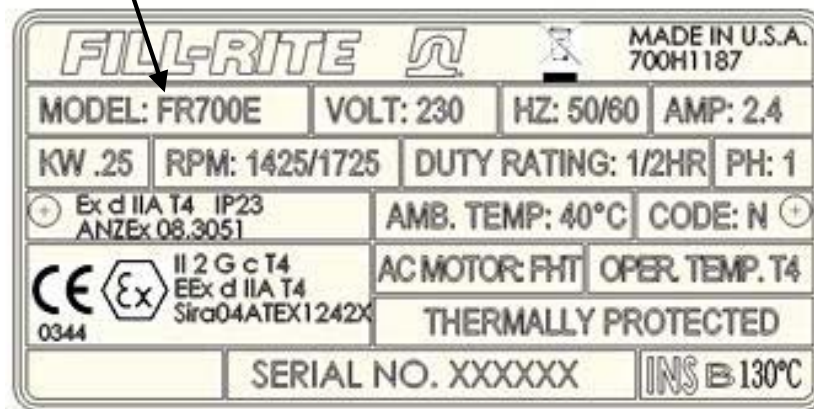 FILL-RITE MADE IN U.S.A.
700H1187
MODEL: FR700E VOLT: 230 HZ: 50/60 AMP: 2.4
KW .25 RPM: 1425/1725 DUTY RATING: 1/2HR PH: 1
Ex d IIA T4 IP23
ANZEx 08.3051
AMB. TEMP: 40°C CODE: N
CE 0344 Ex
II 2 G c T4
EEx d IIA T4
Sira04ATEX1242X
AC MOTOR: FHT OPER. TEMP. T4
THERMALLY PROTECTED
SERIAL NO. XXXXXX INS B 130°C